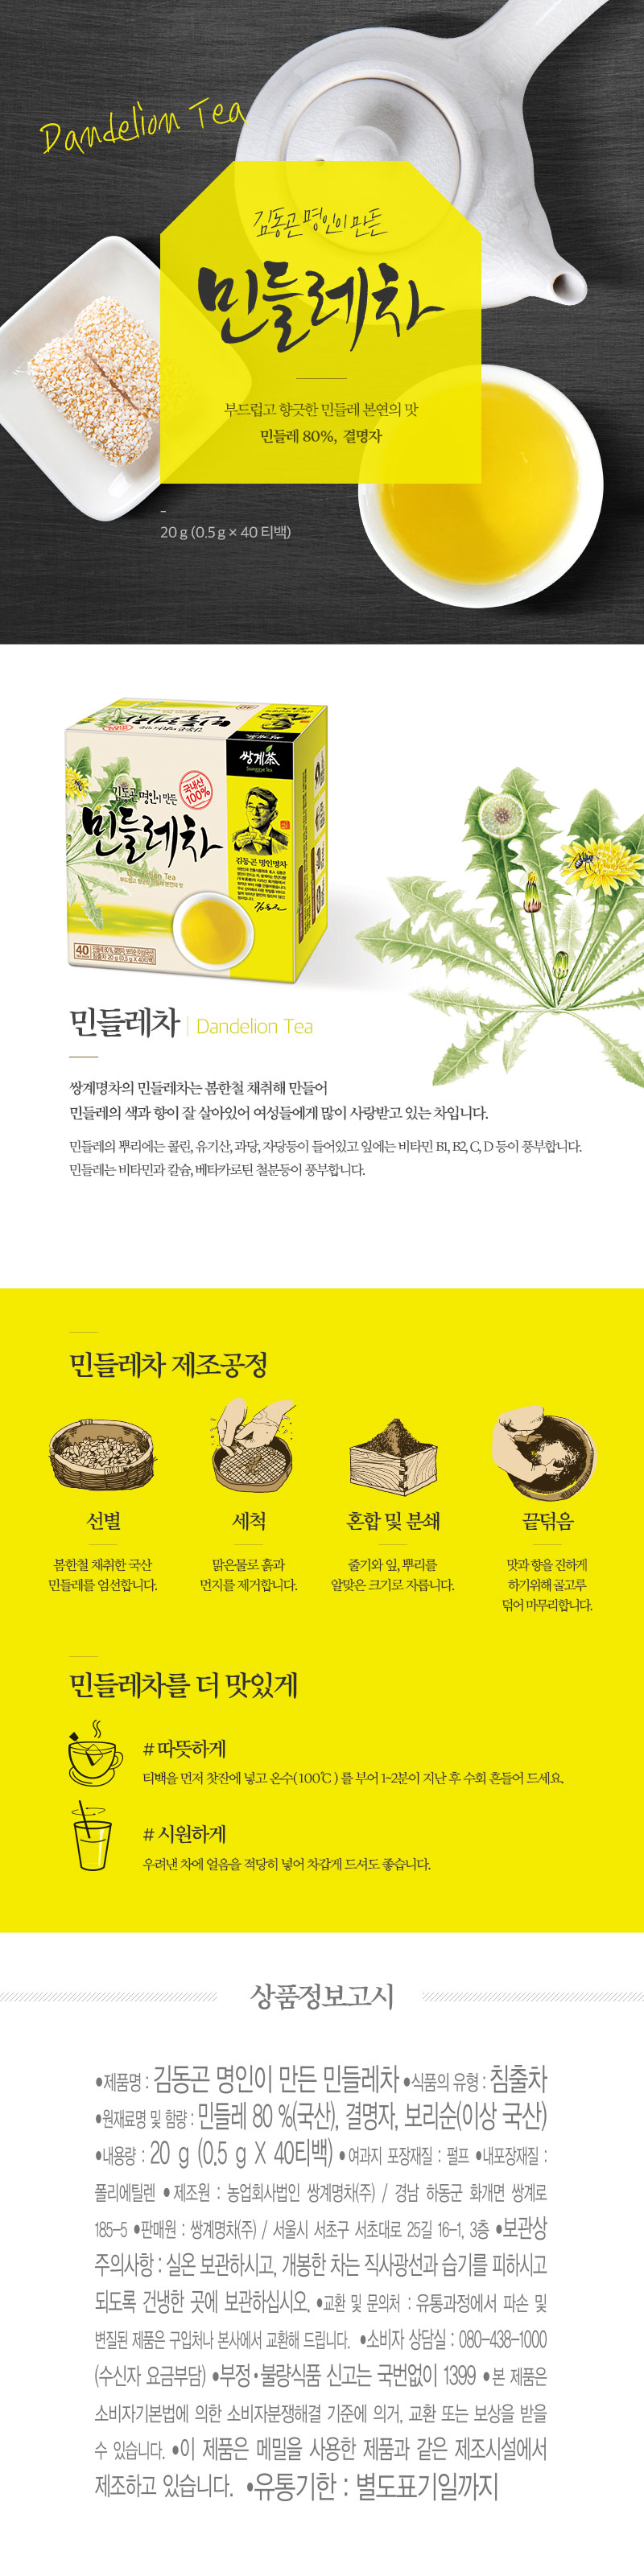 Dandelion Tea
김동곤 명인이 만든
민들레차
부드럽고 향긋한 민들레 본연의 맛
민들레 80%, 결명자
-
20 g (0.5 g × 40 티백)
민들레차
쌍계茶
Ssanggye Tea
김동곤 명인이 만든
국내산
100%
민들레차
Dandelion Tea
부드럽고 향긋한 민들레 본연의 맛
김동곤 명인명차
40
민들레차 | Dandelion Tea
쌍계명차의 민들레차는 봄한철 채취해 만들어
민들레의 색과 향이 잘 살아있어 여성들에게 많이 사랑받고 있는 차입니다.
민들레의 뿌리에는 콜린, 유기산, 과당, 자당등이 들어있고 잎에는 비타민 B1, B2, C, D 등이 풍부합니다.
민들레는 비타민과 칼슘, 베타카로틴 철분등이 풍부합니다.
민들레차 제조공정
선별
봄한철 채취한 국산
민들레를 엄선합니다.
세척
맑은물로 흙과
먼지를 제거합니다.
혼합 및 분쇄
줄기와 잎, 뿌리를
알맞은 크기로 자릅니다.
끝덖음
맛과 향을 진하게
하기위해 골고루
덖어 마무리합니다.
민들레차를 더 맛있게
# 따뜻하게
티백을 먼저 찻잔에 넣고 온수(100℃)를 부어 1~2분이 지난 후 수회 흔들어 드세요.
# 시원하게
우려낸 차에 얼음을 적당히 넣어 차갑게 드셔도 좋습니다.
상품정보고시
•제품명 : 김동곤 명인이 만든 민들레차 •식품의 유형 : 침출차
•원재료명 및 함량 : 민들레 80 %(국산), 결명자, 보리순(이상 국산)
•내용량 : 20 g (0.5 g X 40티백) •여과지 포장재질 : 펄프 •내포장재질 :
폴리에틸렌 •제조원 : 농업회사법인 쌍계명차(주) / 경남 하동군 화개면 쌍계로
185-5 •판매원 : 쌍계명차(주) / 서울시 서초구 서초대로 25길 16-1, 3층 •보관상
주의사항 : 실온 보관하시고, 개봉한 차는 직사광선과 습기를 피하시고
되도록 건냉한 곳에 보관하십시오. •교환 및 문의처 : 유통과정에서 파손 및
변질된 제품은 구입처나 본사에서 교환해 드립니다. •소비자 상담실 : 080-438-1000
(수신자 요금부담) •부정•불량식품 신고는 국번없이 1399 •본 제품은
소비자기본법에 의한 소비자분쟁해결 기준에 의거, 교환 또는 보상을 받을
수 있습니다. •이 제품은 메밀을 사용한 제품과 같은 제조시설에서
제조하고 있습니다. •유통기한 : 별도표기일까지